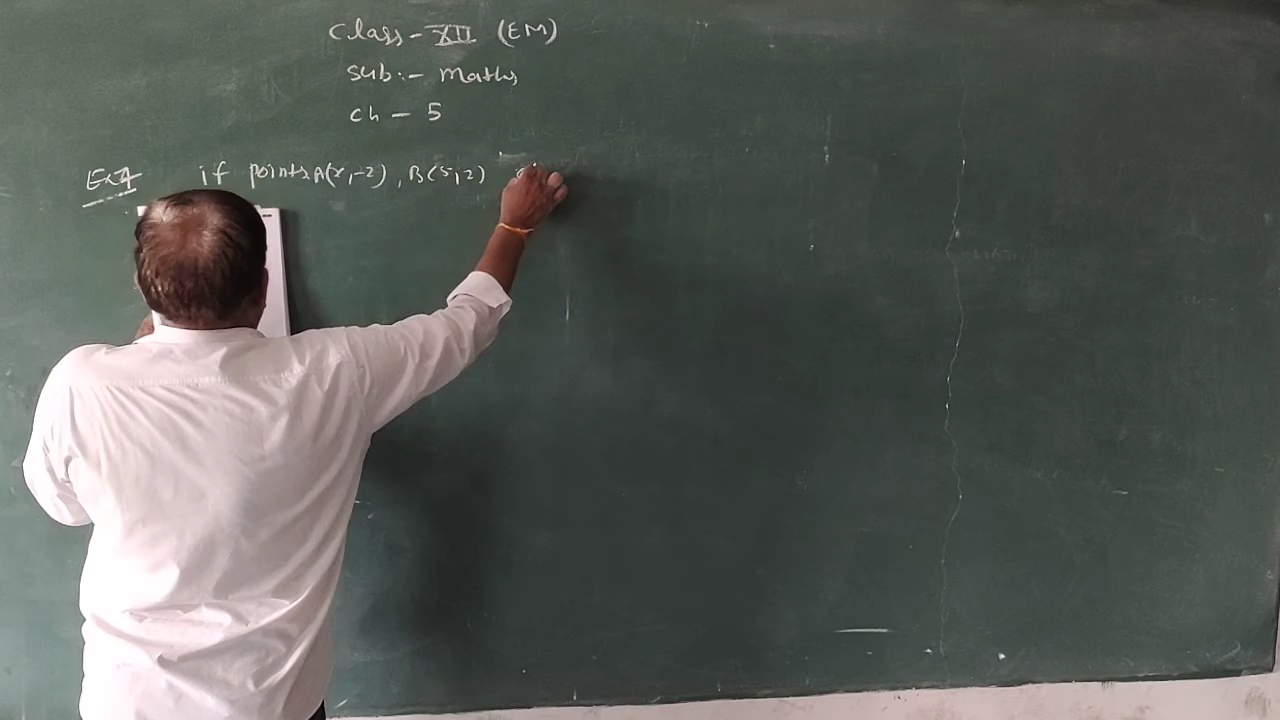 Class - XII (EM)
Sub :- Maths
Ch - 5
Ex 4 if points A(x,-2), B(5,2)